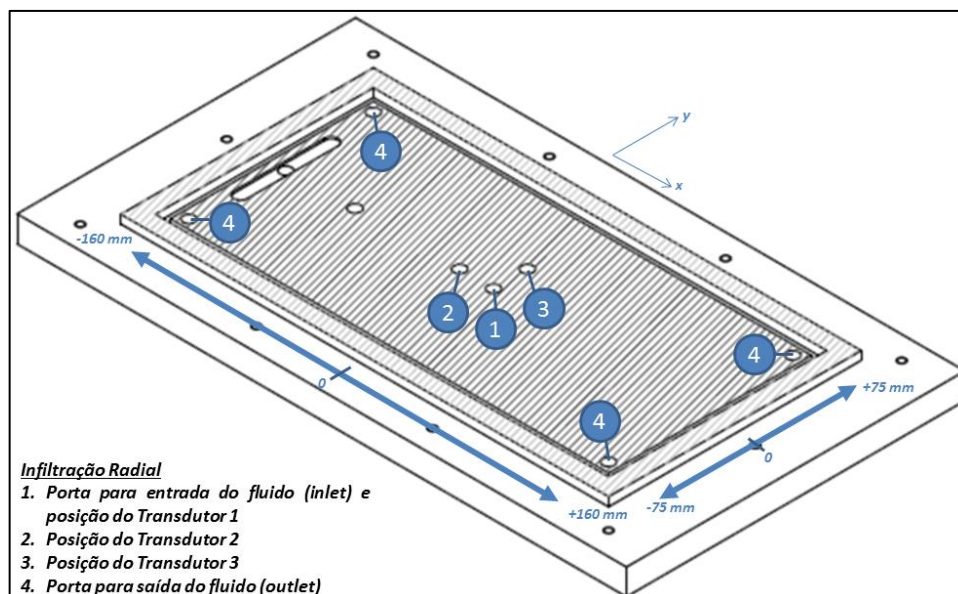 y
x
4
4
-160 mm
2
1
3
4
4
0
+75 mm
0
-75 mm
+160 mm
Infiltração Radial
1. Porta para entrada do fluido (inlet) e
posição do Transdutor 1
2. Posição do Transdutor 2
3. Posição do Transdutor 3
4. Porta para saída do fluido (outlet)